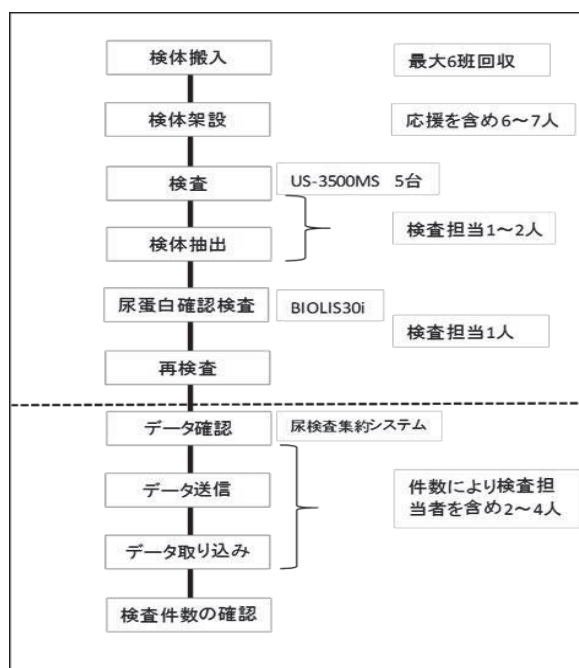 検体搬入
最大6班回収
検体架設
応援を含め6～7人
検査
US-3500MS 5台
検体抽出
検査担当1～2人
尿蛋白確認検査
BIOLIS30i
検査担当1人
再検査
データ確認
尿検査集約システム
データ送信
件数により検査担
当者を含め2～4人
データ取り込み
検査件数の確認